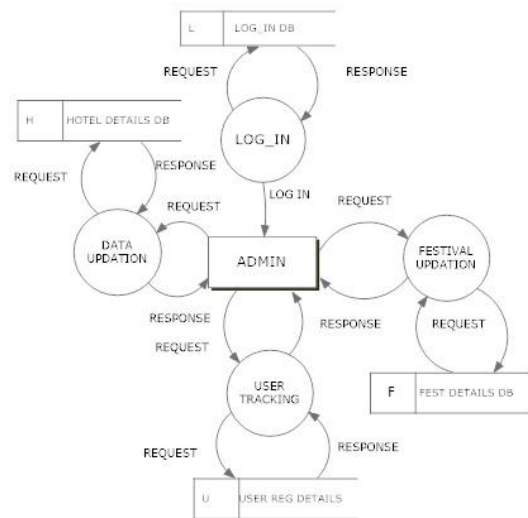 L LOG_IN DB
REQUEST RESPONSE
LOG_IN
LOG IN
H HOTEL DETAILS DB
REQUEST RESPONSE
REQUEST
DATA
UPDATION
RESPONSE
ADMIN
REQUEST
FESTIVAL
UPDATION
RESPONSE
REQUEST
F FEST DETAILS DB
REQUEST
USER
TRACKING
REQUEST RESPONSE
U USER REG DETAILS